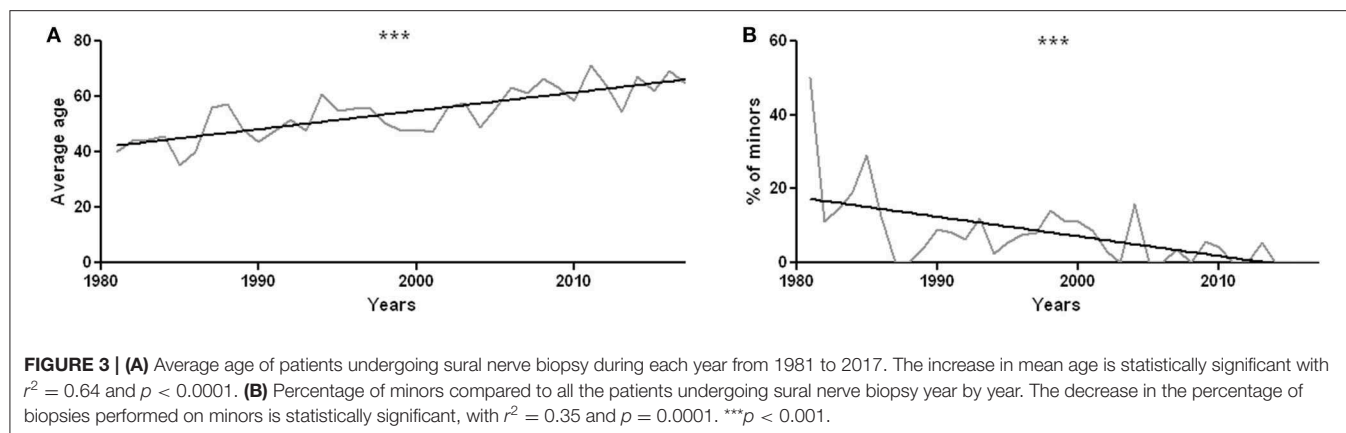 A
***
80
60
40
20
0
Average age
1980
1990
2000
2010
Years
B
***
60
40
20
0
% of minors
1980
1990
2000
2010
Years
FIGURE 3 | (A) Average age of patients undergoing sural nerve biopsy during each year from 1981 to 2017. The increase in mean age is statistically significant with
r² = 0.64 and p < 0.0001. (B) Percentage of minors compared to all the patients undergoing sural nerve biopsy year by year. The decrease in the percentage of
biopsies performed on minors is statistically significant, with r² = 0.35 and p = 0.0001. ***p < 0.001.